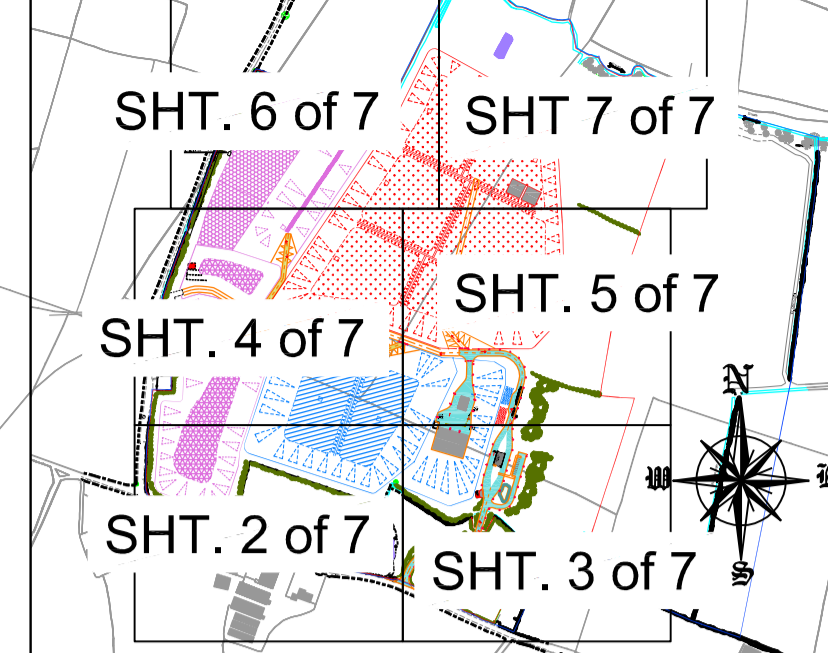 SHT. 6 of 7
SHT 7 of 7
SHT. 5 of 7
SHT. 4 of 7
N
W
S
SHT. 2 of 7
SHT. 3 of 7